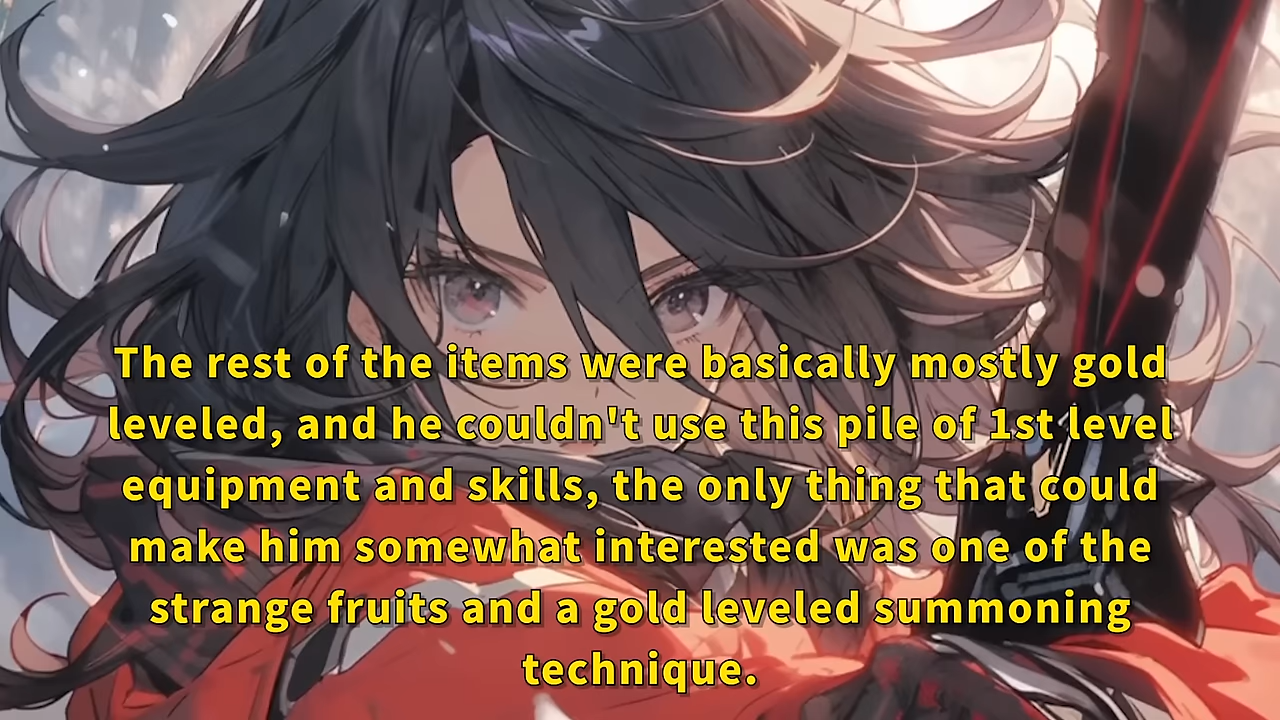 The rest of the items were basically mostly gold
leveled, and he couldn't use this pile of 1st level
equipment and skills, the only thing that could
make him somewhat interested was one of the
strange fruits and a gold leveled summoning
technique.